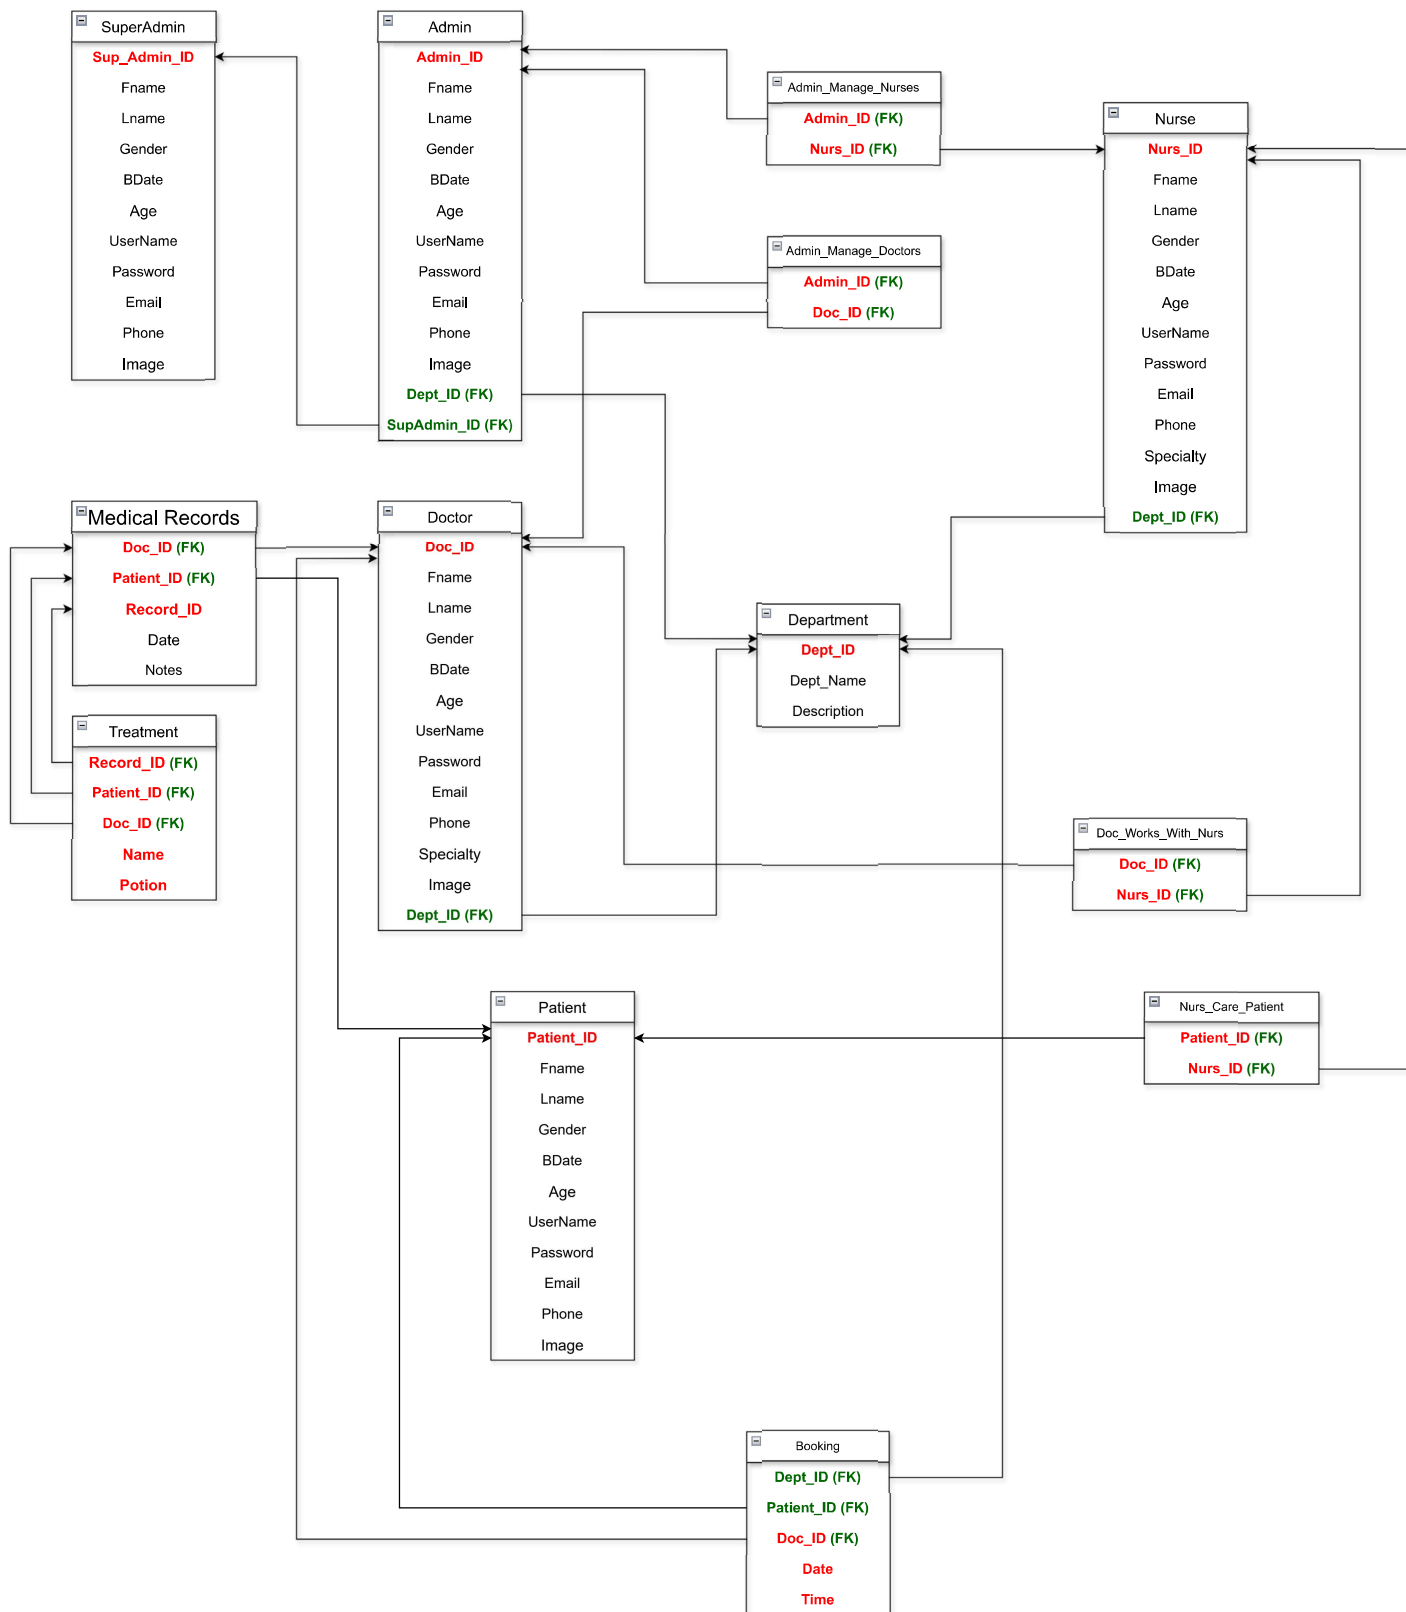 SuperAdmin
Sup_Admin_ID
Fname
Lname
Gender
BDate
Age
UserName
Password
Email
Phone
Image
Admin
Admin_ID
Fname
Lname
Gender
BDate
Age
UserName
Password
Email
Phone
Image
Dept_ID (FK)
SupAdmin_ID (FK)
Admin_Manage_Nurses
Admin_ID (FK)
Nurs_ID (FK)
Admin_Manage_Doctors
Admin_ID (FK)
Doc_ID (FK)
Nurse
Nurs_ID
Fname
Lname
Gender
BDate
Age
UserName
Password
Email
Phone
Specialty
Image
Dept_ID (FK)
Medical Records
Doc_ID (FK)
Patient_ID (FK)
Record_ID
Date
Notes
Treatment
Record_ID (FK)
Patient_ID (FK)
Doc_ID (FK)
Name
Potion
Doctor
Doc_ID
Fname
Lname
Gender
BDate
Age
UserName
Password
Email
Phone
Specialty
Image
Dept_ID (FK)
Department
Dept_ID
Dept_Name
Description
Doc_Works_With_Nurs
Doc_ID (FK)
Nurs_ID (FK)
Patient
Patient_ID
Fname
Lname
Gender
BDate
Age
UserName
Password
Email
Phone
Image
Nurs_Care_Patient
Patient_ID (FK)
Nurs_ID (FK)
Booking
Dept_ID (FK)
Patient_ID (FK)
Doc_ID (FK)
Date
Time